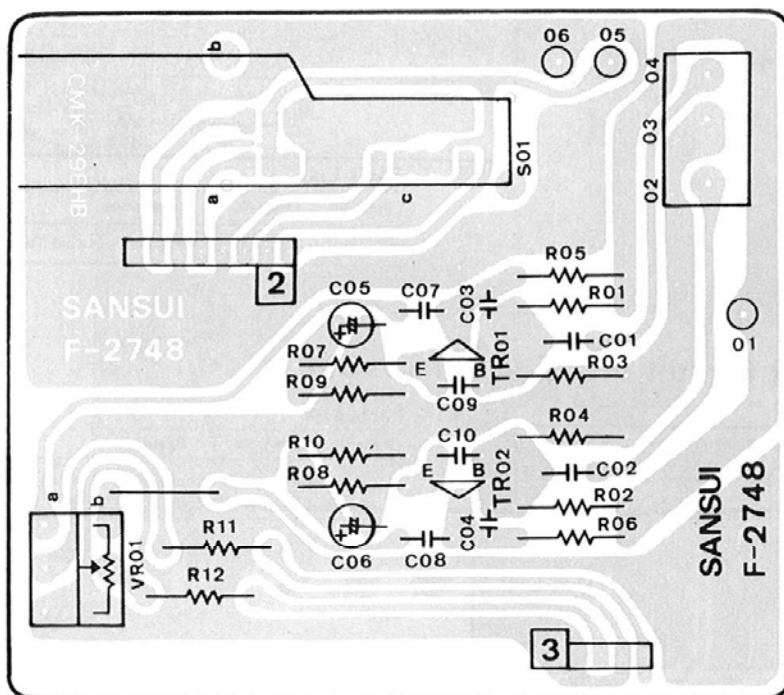 b
06 05
04
03
02
CMK-29EHB
S01
a
c
2
SANSUI
F-2748
C05
C07
C03
R05
R01
C01
R03
01
R07
R09
E
B
TR01
C09
R04
R10
R08
C10
E
B
TR02
C02
R02
R06
C06
C08
C04
a
b
R11
R12
VR01
SANSUI
F-2748
3